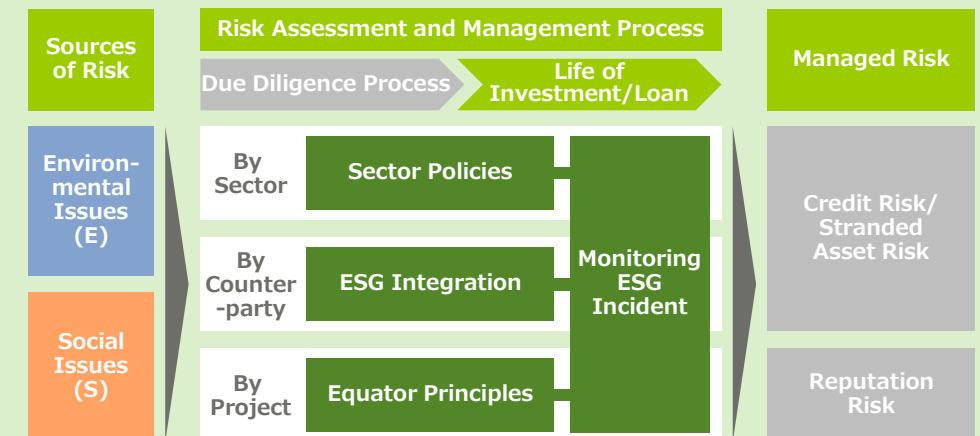 Sources
of Risk
Risk Assessment and Management Process
Due Diligence Process
Life of
Investment/Loan
Managed Risk
Environ-
mental
Issues
(E)
Social
Issues
(S)
By
Sector
Sector Policies
By
Counter
-party
ESG Integration
By
Project
Equator Principles
Monitoring
ESG
Incident
Credit Risk/
Stranded
Asset Risk
Reputation
Risk